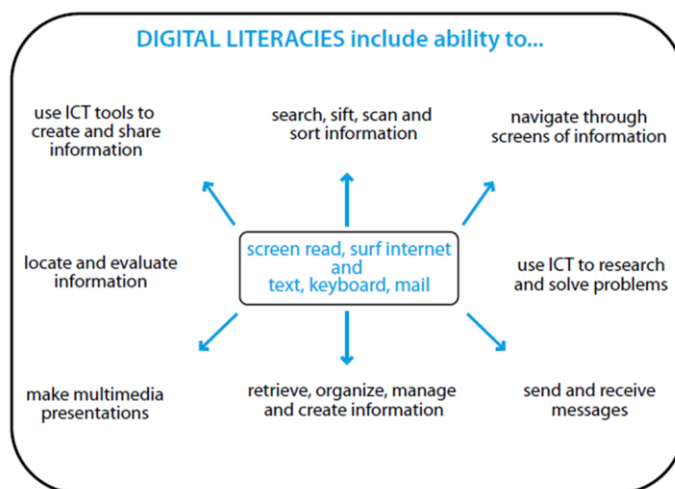 DIGITAL LITERACIES include ability to...
use ICT tools to
create and share
information
search, sift, scan and
sort information
navigate through
screens of information
locate and evaluate
information
screen read, surf internet
and
text, keyboard, mail
use ICT to research
and solve problems
make multimedia
presentations
retrieve, organize, manage
and create information
send and receive
messages